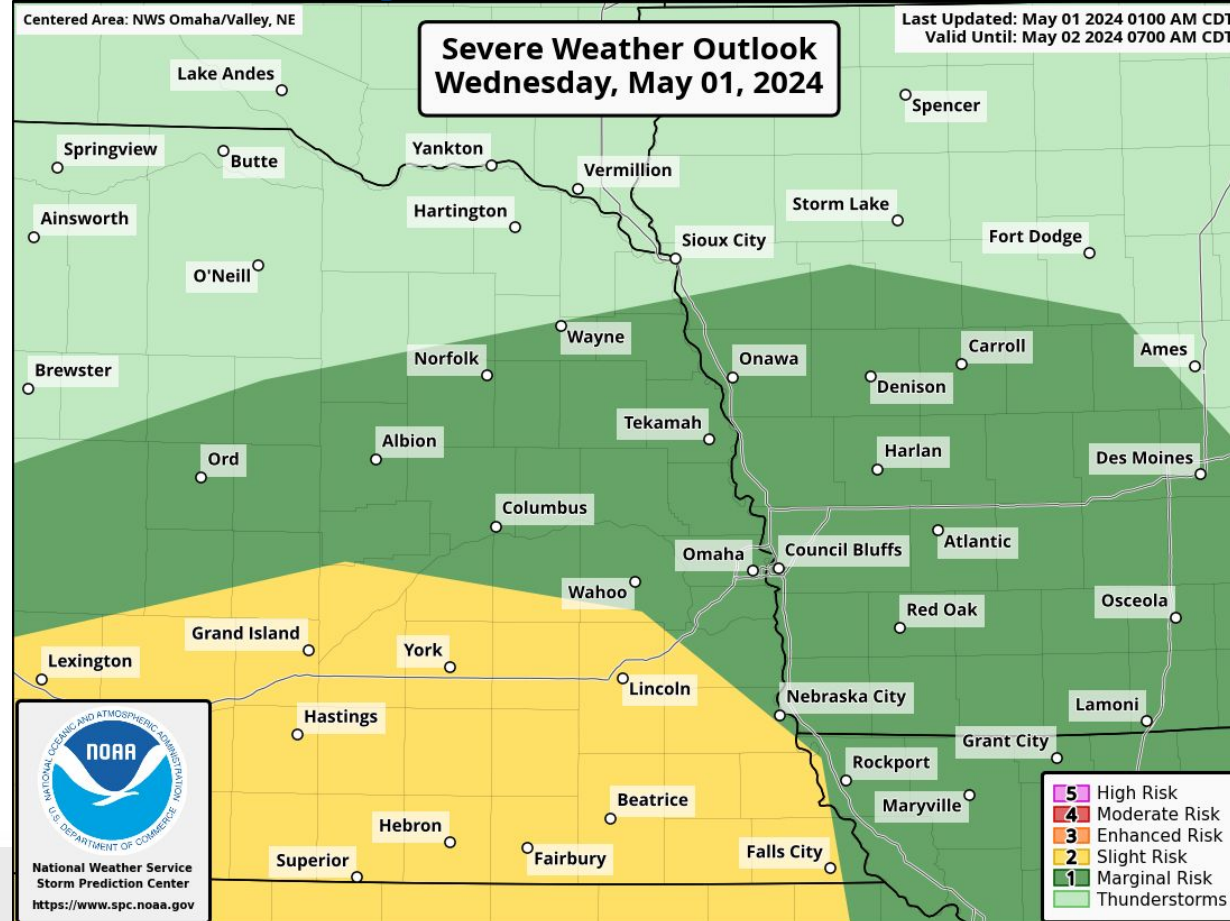 Centered Area: NWS Omaha/Valley, NE
Last Updated: May 01 2024 0100 AM CDT
Valid Until: May 02 2024 0700 AM CDT
Severe Weather Outlook
Wednesday, May 01, 2024
Lake Andes
Spencer
Springview
Butte
Yankton
Vermillion
Ainsworth
Hartington
Storm Lake
Sioux City
Fort Dodge
O'Neill
Wayne
Norfolk
Onawa
Carroll
Ames
Brewster
Denison
Tekamah
Albion
Harlan
Ord
Des Moines
Columbus
Atlantic
Omaha
Council Bluffs
Wahoo
Red Oak
Osceola
Grand Island
York
Lexington
Lincoln
Nebraska City
Lamoni
Hastings
Grant City
Rockport
Maryville
Beatrice
Hebron
Fairbury
Falls City
Superior
NATIONAL OCEANIC AND ATMOSPHERIC ADMINISTRATION
NOAA
U.S. DEPARTMENT OF COMMERCE
National Weather Service
Storm Prediction Center
https://www.spc.noaa.gov
5 High Risk
4 Moderate Risk
3 Enhanced Risk
2 Slight Risk
1 Marginal Risk
Thunderstorms